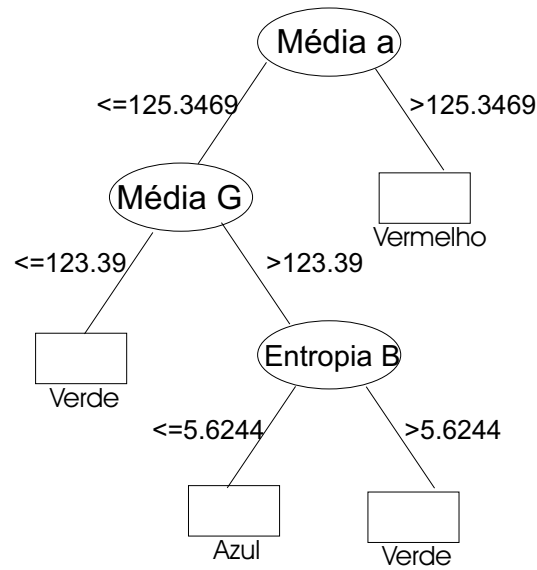 Média a
<=125.3469
>125.3469
Média G
Vermelho
<=123.39
>123.39
Entropia B
Verde
<=5.6244
>5.6244
Azul
Verde